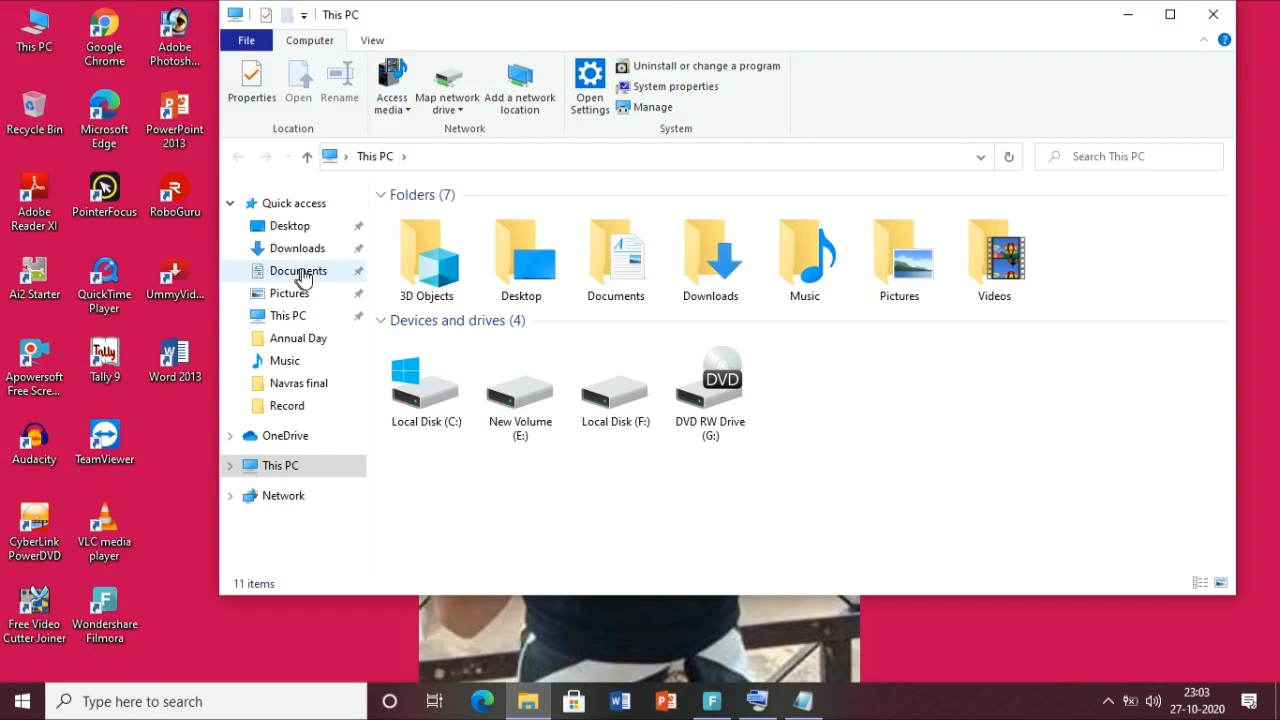 This PC
File
Computer
View
Properties
Open
Rename
Access
media
Map network
drive
Add a network
location
Open
Settings
Uninstall or change a program
System properties
Manage
Location
Network
System
This PC
Search This PC
Quick access
Desktop
Downloads
Documents
Pictures
This PC
Annual Day
Music
Navras final
Record
OneDrive
This PC
Network
Folders (7)
3D Objects
Desktop
Documents
Downloads
Music
Pictures
Videos
Devices and drives (4)
Local Disk (C:)
New Volume
(E:)
Local Disk (F:)
DVD
DVD RW Drive
(G:)
11 items
This PC
Google
Chrome
Adobe
Photosh...
Recycle Bin
Microsoft
Edge
PowerPoint
2013
Adobe
Reader XI
PointerFocus
RoboGuru
Ai2 Starter
QuickTime
Player
UmmyVid...
Apowersoft
Free Scre...
Tally
Tally 9
Word 2013
Audacity
TeamViewer
CyberLink
PowerDVD
VLC media
player
Free Video
Cutter Joiner
Wondershare
Filmora
Type here to search
23:03
27-10-2020